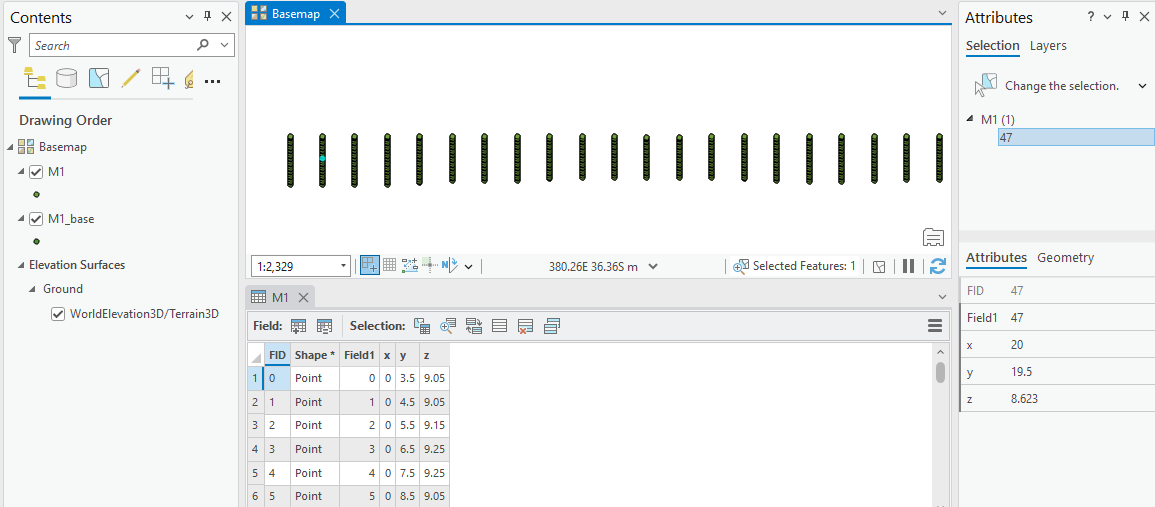 Contents
Search
Drawing Order
Basemap
M1
M1_base
Elevation Surfaces
Ground
WorldElevation3D/Terrain3D
Basemap
1:2,329
380.26E 36.36S m
Selected Features: 1
M1
Field:
Selection:
FID Shape * Field1 x y z
1 0 Point 0 0 3.5 9.05
2 1 Point 1 0 4.5 9.05
3 2 Point 2 0 5.5 9.15
4 3 Point 3 0 6.5 9.25
5 4 Point 4 0 7.5 9.25
6 5 Point 5 0 8.5 9.05
Attributes
?
Selection Layers
Change the selection.
M1 (1)
47
Attributes Geometry
FID 47
Field1 47
x 20
y 19.5
z 8.623